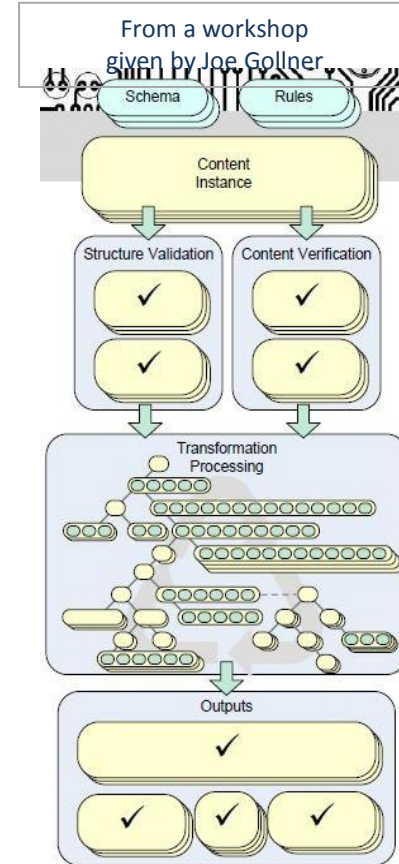 From a workshop
given by Joe Gollner
Schema
Rules
Content
Instance
Structure Validation
Content Verification
Transformation
Processing
Outputs